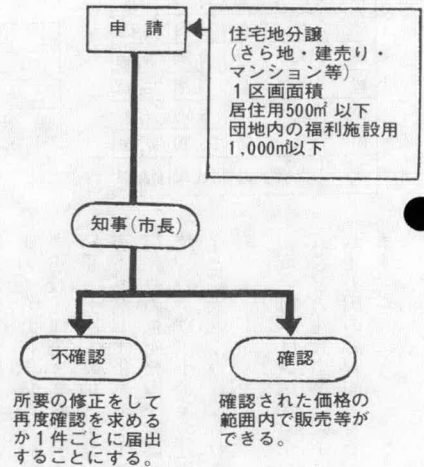 申請
住宅地分譲
(さら地・建売り・
マンション等)
1区画面積
居住用500㎡以下
団地内の福利施設用
1,000㎡以下
知事(市長)
不確認
確認
所要の修正をして
再度確認を求める
か1件ごとに届出
することにする。
確認された価格の
範囲内で販売等が
できる。